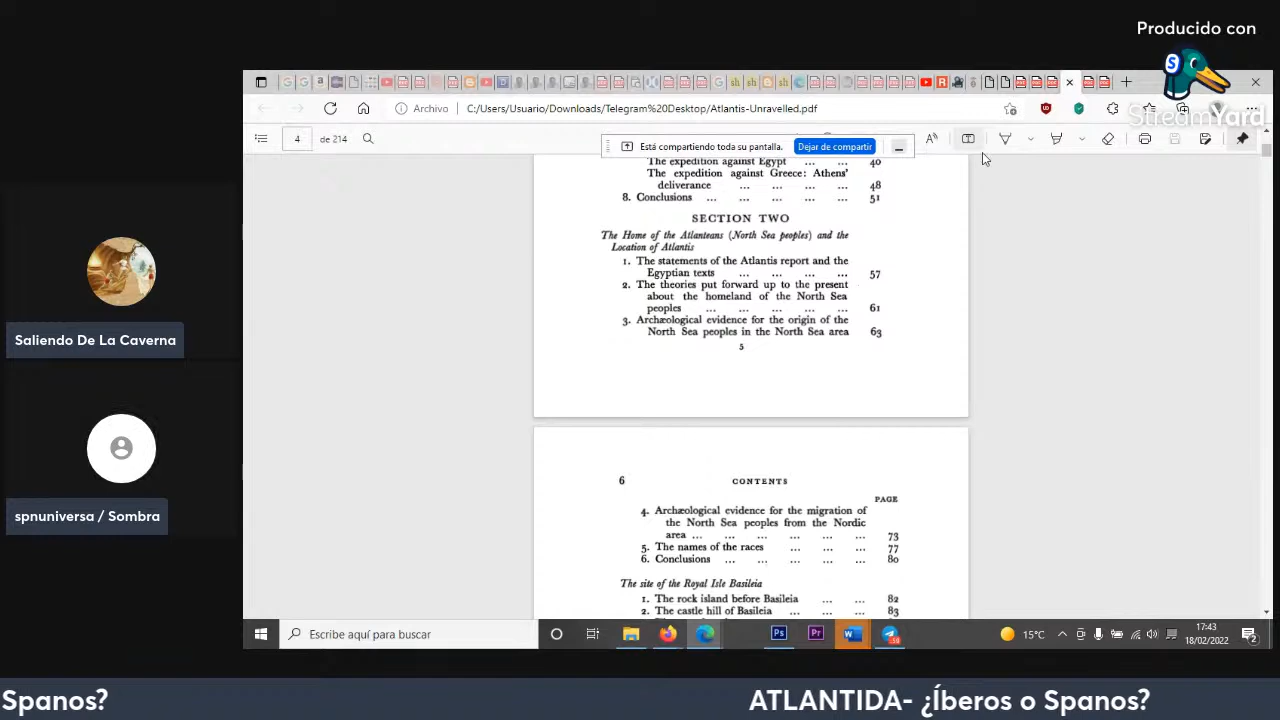 Producido con
StreamYard
Archivo
C:/Users/Usuario/Downloads/Telegram%20Desktop/Atlantis-Unravelled.pdf
4 de 214
Está compartiendo toda su pantalla. Dejar de compartir
The expedition against Egypt ... ... 40
The expedition against Greece: Athens'
deliverance ... ... ... ... 48
8. Conclusions ... ... ... ... ... 51
SECTION TWO
The Home of the Atlanteans (North Sea peoples) and the
Location of Atlantis
1. The statements of the Atlantis report and the
Egyptian texts ... ... ... ... 57
2. The theories put forward up to the present
about the homeland of the North Sea
peoples ... ... ... ... ... 61
3. Archæological evidence for the origin of the
North Sea peoples in the North Sea area 63
5
6 CONTENTS
PAGE
4. Archæological evidence for the migration of
the North Sea peoples from the Nordic
area ... ... ... ... ... ... 73
5. The names of the races ... ... ... 77
6. Conclusions ... ... ... ... ... 80
The site of the Royal Isle Basileia
1. The rock island before Basileia ... ... 82
2. The castle hill of Basileia ... ... ... 83
Saliendo De La Caverna
spnuniversa / Sombra
Escribe aquí para buscar
15°C
17:43
18/02/2022
Spanos? ATLANTIDA- ¿Íberos o Spanos?